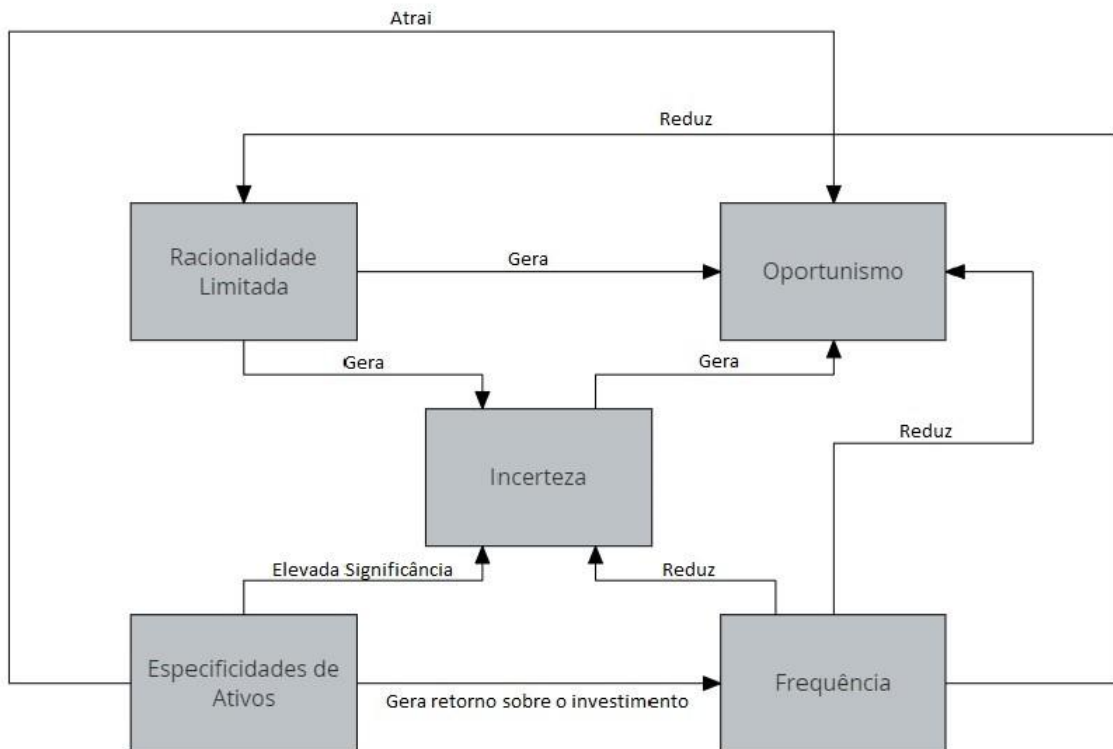 Atrai
Reduz
Racionalidade
Limitada
Gera
Oportunismo
Gera
Gera
Reduz
Incerteza
Elevada Significância
Reduz
Especificidades de
Ativos
Gera retorno sobre o investimento
Frequência